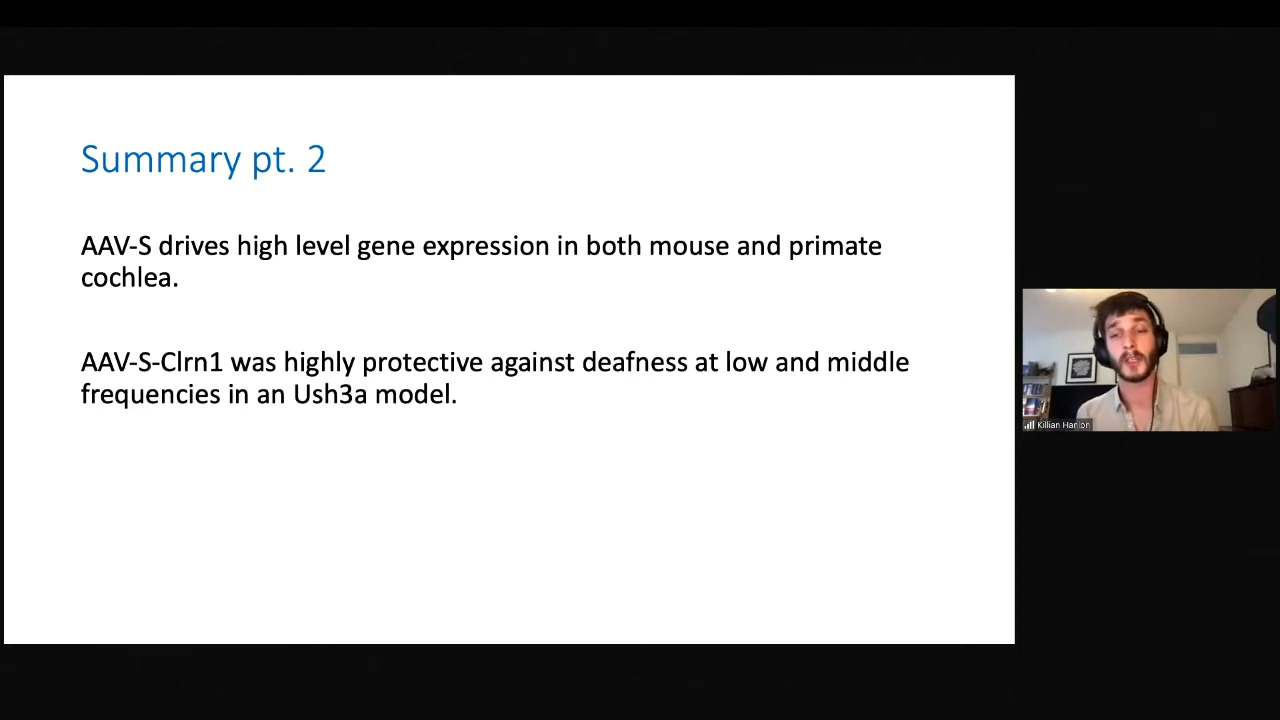 Summary pt. 2
AAV-S drives high level gene expression in both mouse and primate
cochlea.
AAV-S-Clrn1 was highly protective against deafness at low and middle
frequencies in an Ush3a model.
Killian Hanlon